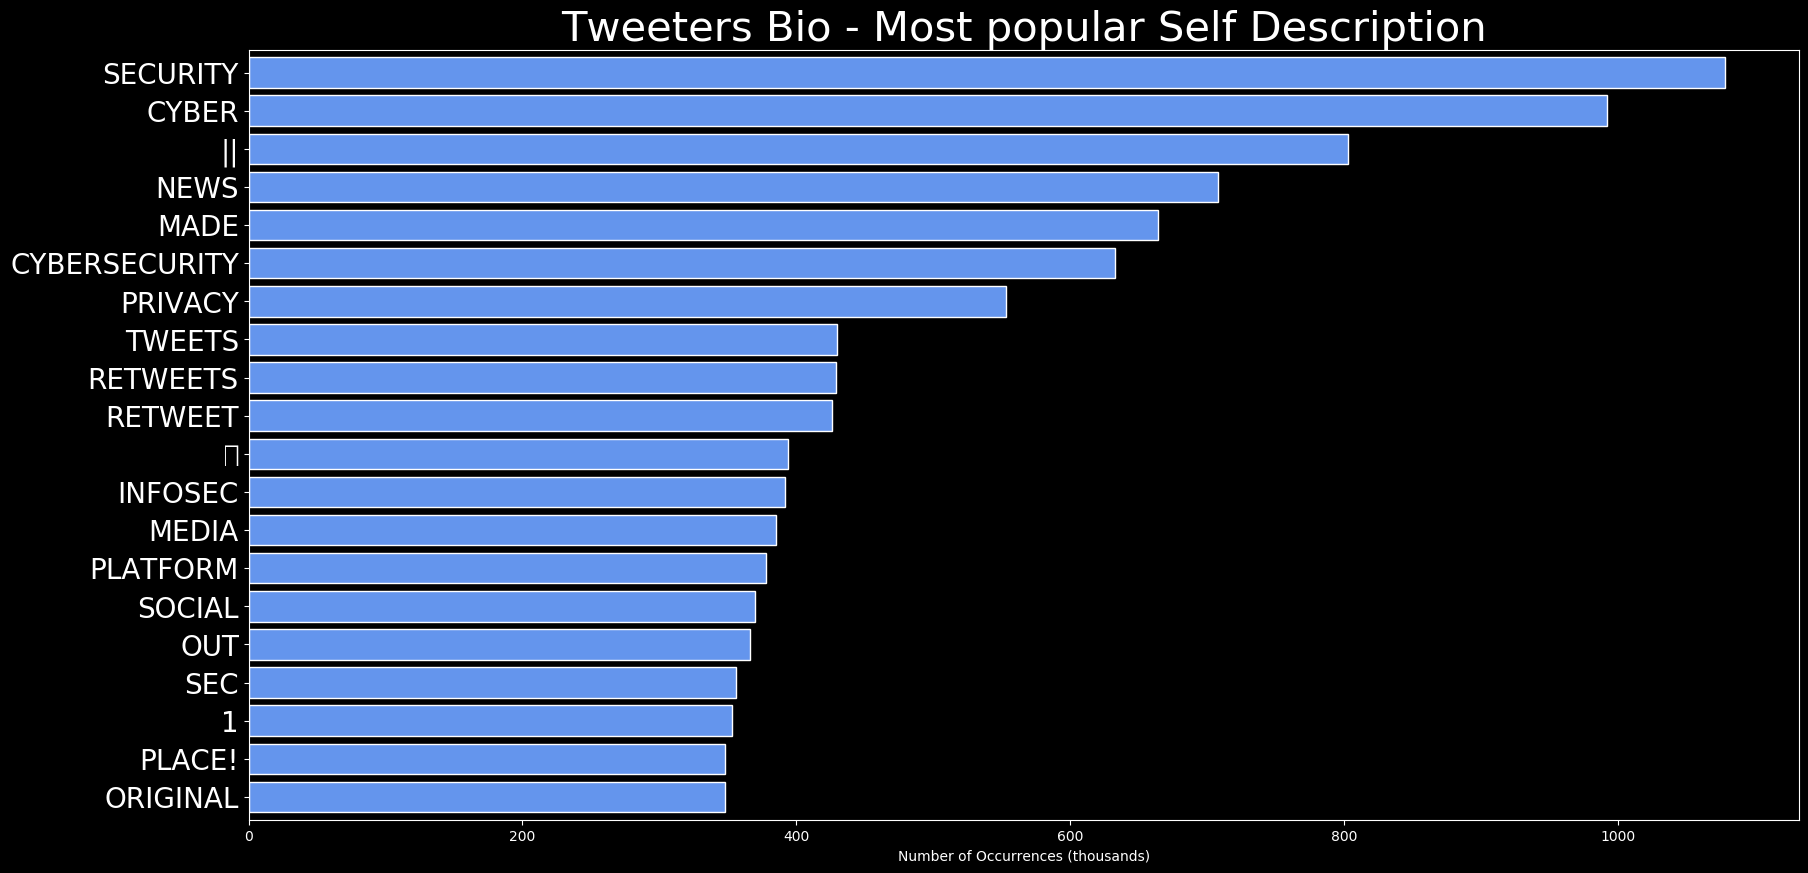 Tweeters Bio - Most popular Self Description
SECURITY
CYBER
||
NEWS
MADE
CYBERSECURITY
PRIVACY
TWEETS
RETWEETS
RETWEET
INFOSEC
MEDIA
PLATFORM
SOCIAL
OUT
SEC
1
PLACE!
ORIGINAL
0
200
400
600
800
1000
Number of Occurrences (thousands)